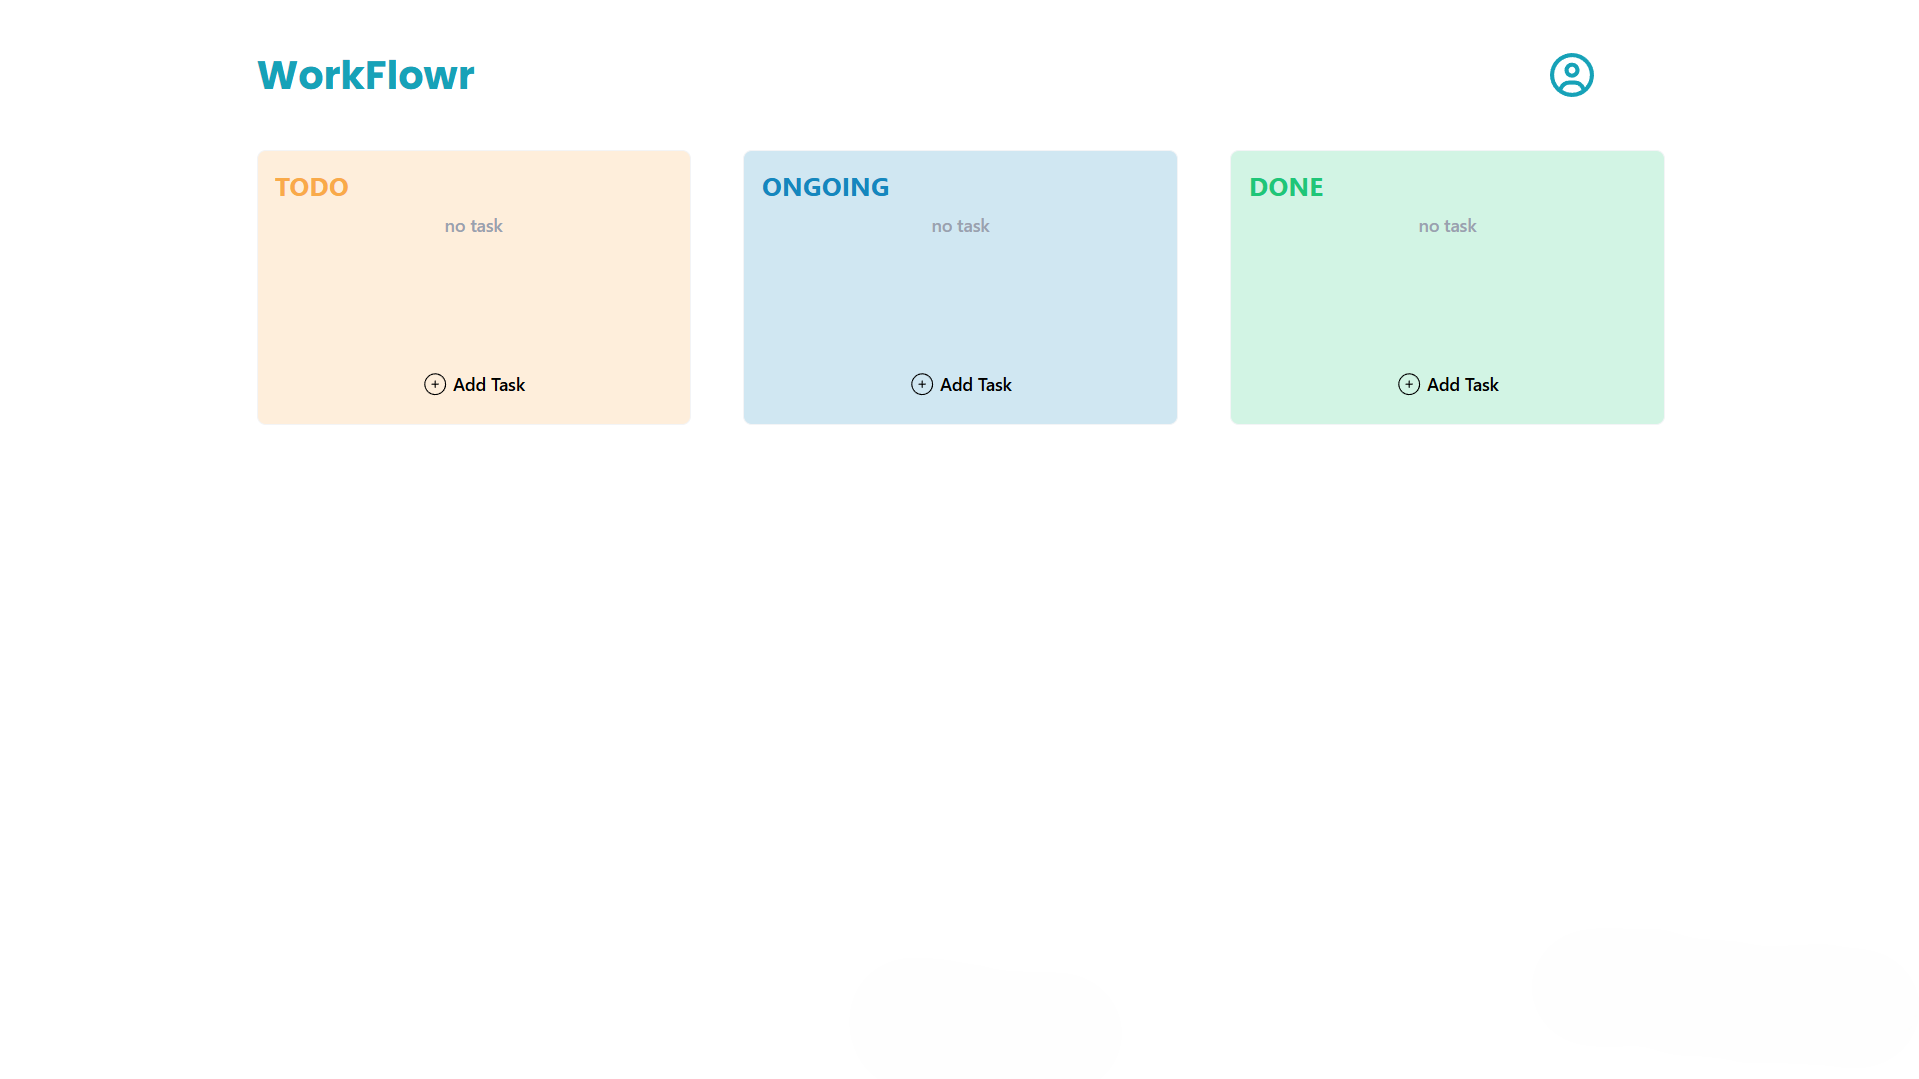 WorkFlowr
TODO
no task
Add Task
ONGOING
no task
Add Task
DONE
no task
Add Task